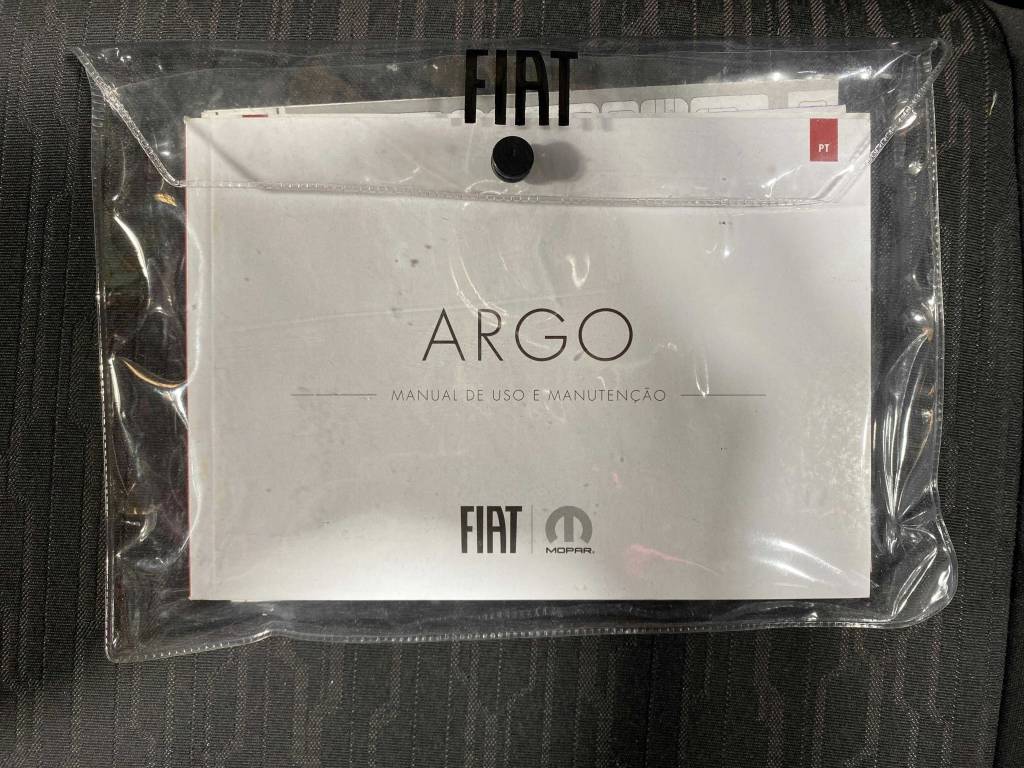 FIAT
PT
ARGO
MANUAL DE USO E MANUTENÇÃO
FIAT
MOPAR®